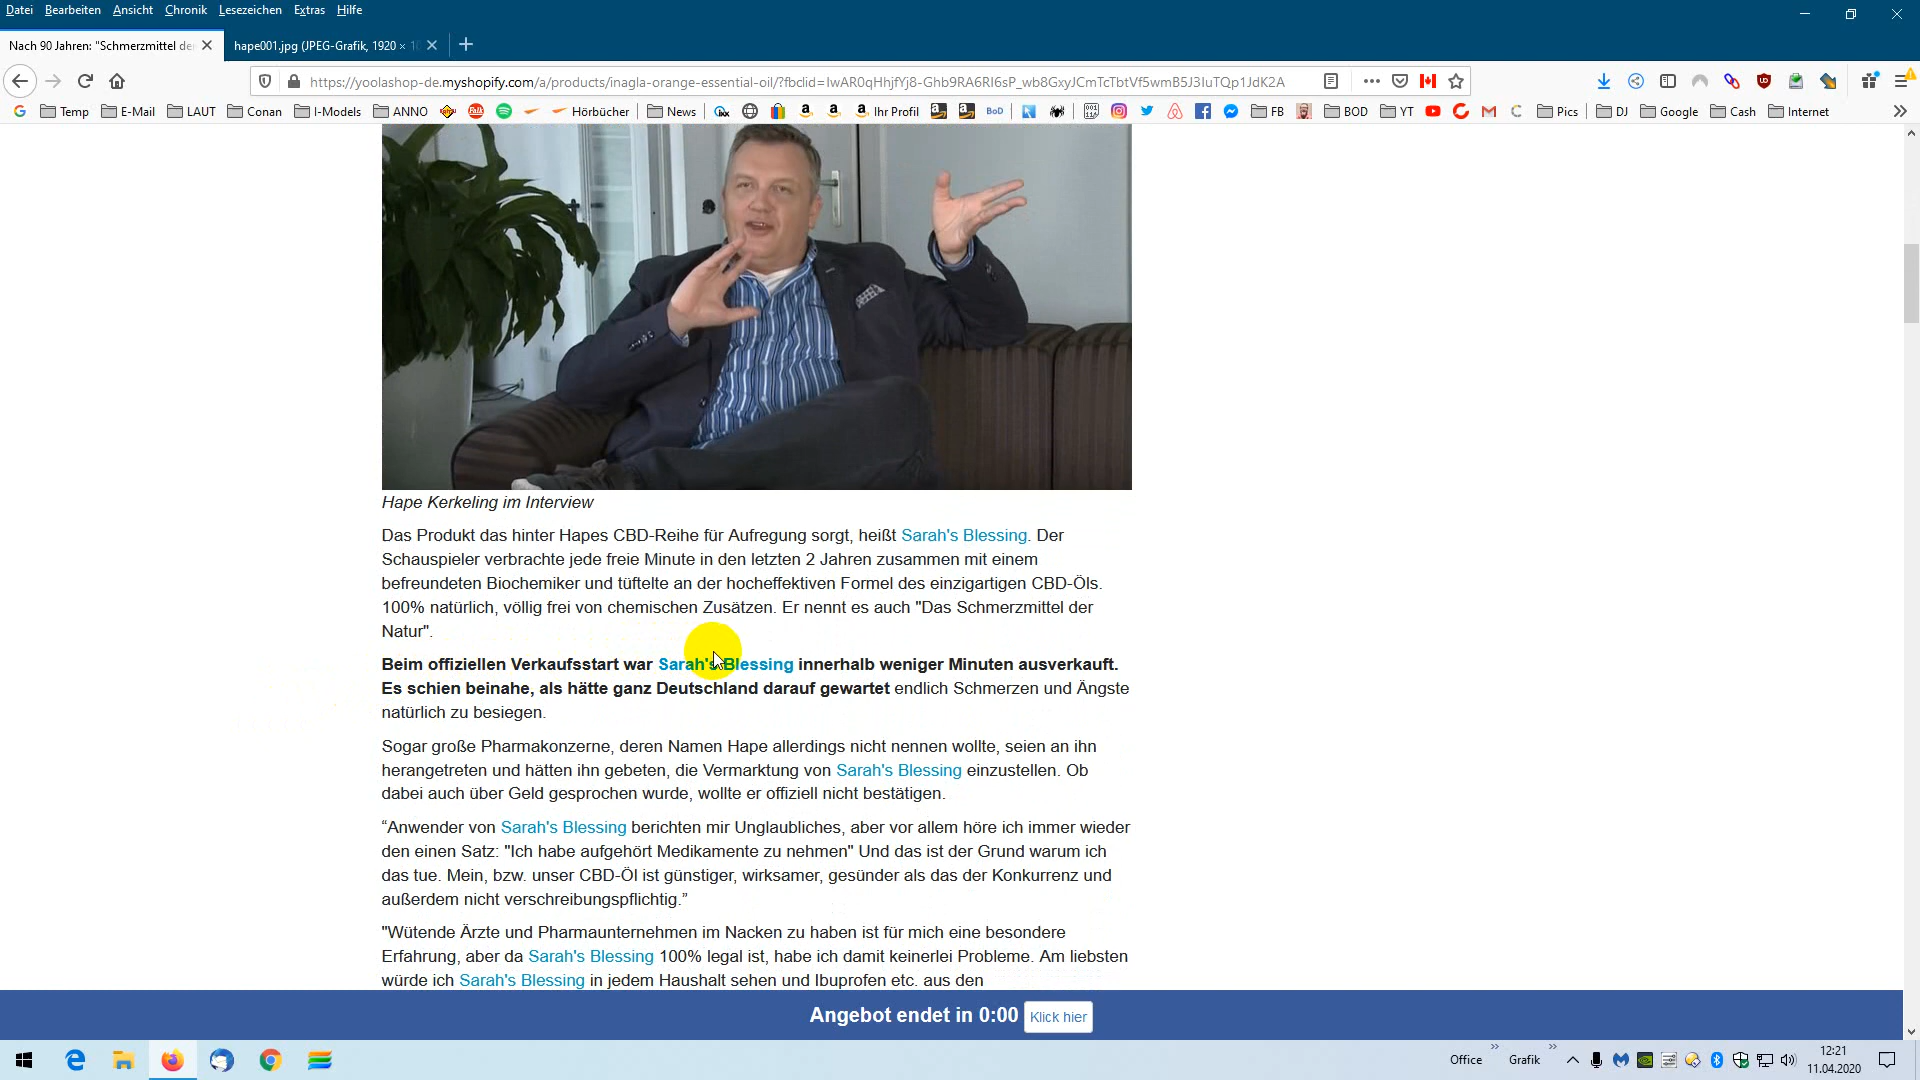 Datei Bearbeiten Ansicht Chronik Lesezeichen Extras Hilfe
Nach 90 Jahren: "Schmerzmittel de
hape001.jpg (JPEG-Grafik, 1920 × 1
https://yoolashop-de.myshopify.com/a/products/inagla-orange-essential-oil/?fbclid=IwAR0qHhjfYj8-Ghb9RA6RI6sP_wb8GxyJCmTcTbtVf5wmB5J3IuTQp1JdK2A
Temp E-Mail LAUT Conan I-Models ANNO Hörbücher News Ihr Profil BoD FB BOD YT Pics DJ Google Cash Internet
Hape Kerkeling im Interview
Das Produkt das hinter Hapes CBD-Reihe für Aufregung sorgt, heißt Sarah's Blessing. Der
Schauspieler verbrachte jede freie Minute in den letzten 2 Jahren zusammen mit einem
befreundeten Biochemiker und tüftelte an der hocheffektiven Formel des einzigartigen CBD-Öls.
100% natürlich, völlig frei von chemischen Zusätzen. Er nennt es auch "Das Schmerzmittel der
Natur".
Beim offiziellen Verkaufsstart war Sarah's Blessing innerhalb weniger Minuten ausverkauft.
Es schien beinahe, als hätte ganz Deutschland darauf gewartet endlich Schmerzen und Ängste
natürlich zu besiegen.
Sogar große Pharmakonzerne, deren Namen Hape allerdings nicht nennen wollte, seien an ihn
herangetreten und hätten ihn gebeten, die Vermarktung von Sarah's Blessing einzustellen. Ob
dabei auch über Geld gesprochen wurde, wollte er offiziell nicht bestätigen.
“Anwender von Sarah's Blessing berichten mir Unglaubliches, aber vor allem höre ich immer wieder
den einen Satz: "Ich habe aufgehört Medikamente zu nehmen" Und das ist der Grund warum ich
das tue. Mein, bzw. unser CBD-Öl ist günstiger, wirksamer, gesünder als das der Konkurrenz und
außerdem nicht verschreibungspflichtig.”
"Wütende Ärzte und Pharmaunternehmen im Nacken zu haben ist für mich eine besondere
Erfahrung, aber da Sarah's Blessing 100% legal ist, habe ich damit keinerlei Probleme. Am liebsten
würde ich Sarah's Blessing in jedem Haushalt sehen und Ibuprofen etc. aus den
Angebot endet in 0:00 Klick hier
Office Grafik
12:21
11.04.2020